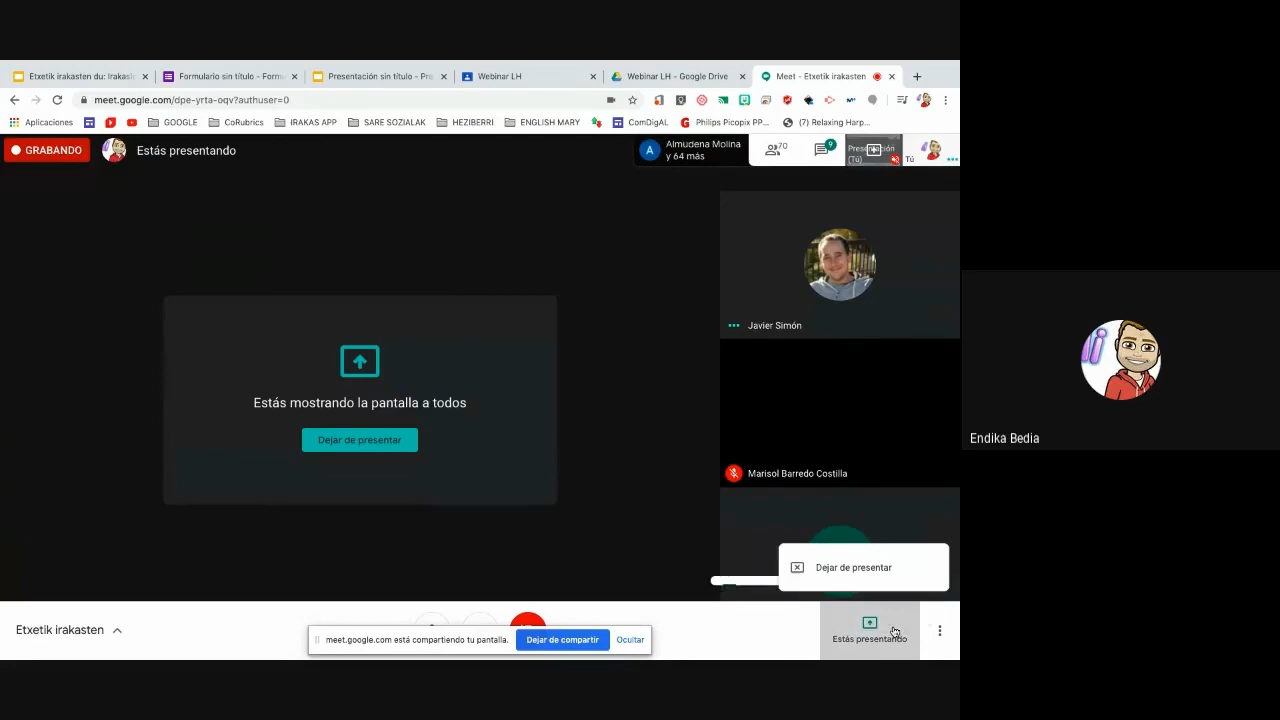 Etxetik irakasten du: Irakasl
Formulario sin título - Formu
Presentación sin título - Pre
Webinar LH
Webinar LH - Google Drive
Meet - Etxetik irakasten
meet.google.com/dpe-yrta-oqv?authuser=0
Aplicaciones
GOOGLE
CoRubrics
IRAKAS APP
SARE SOZIALAK
HEZIBERRI
ENGLISH MARY
ComDigAL
Philips Picopix PP...
(7) Relaxing Harp...
GRABANDO
Estás presentando
A
Almudena Molina
y 64 más
70
9
Presentación
(Tú)
Tú
Javier Simón
Estás mostrando la pantalla a todos
Dejar de presentar
Endika Bedia
Marisol Barredo Costilla
Dejar de presentar
Etxetik irakasten
meet.google.com está compartiendo tu pantalla.
Dejar de compartir
Ocultar
Estás presentando